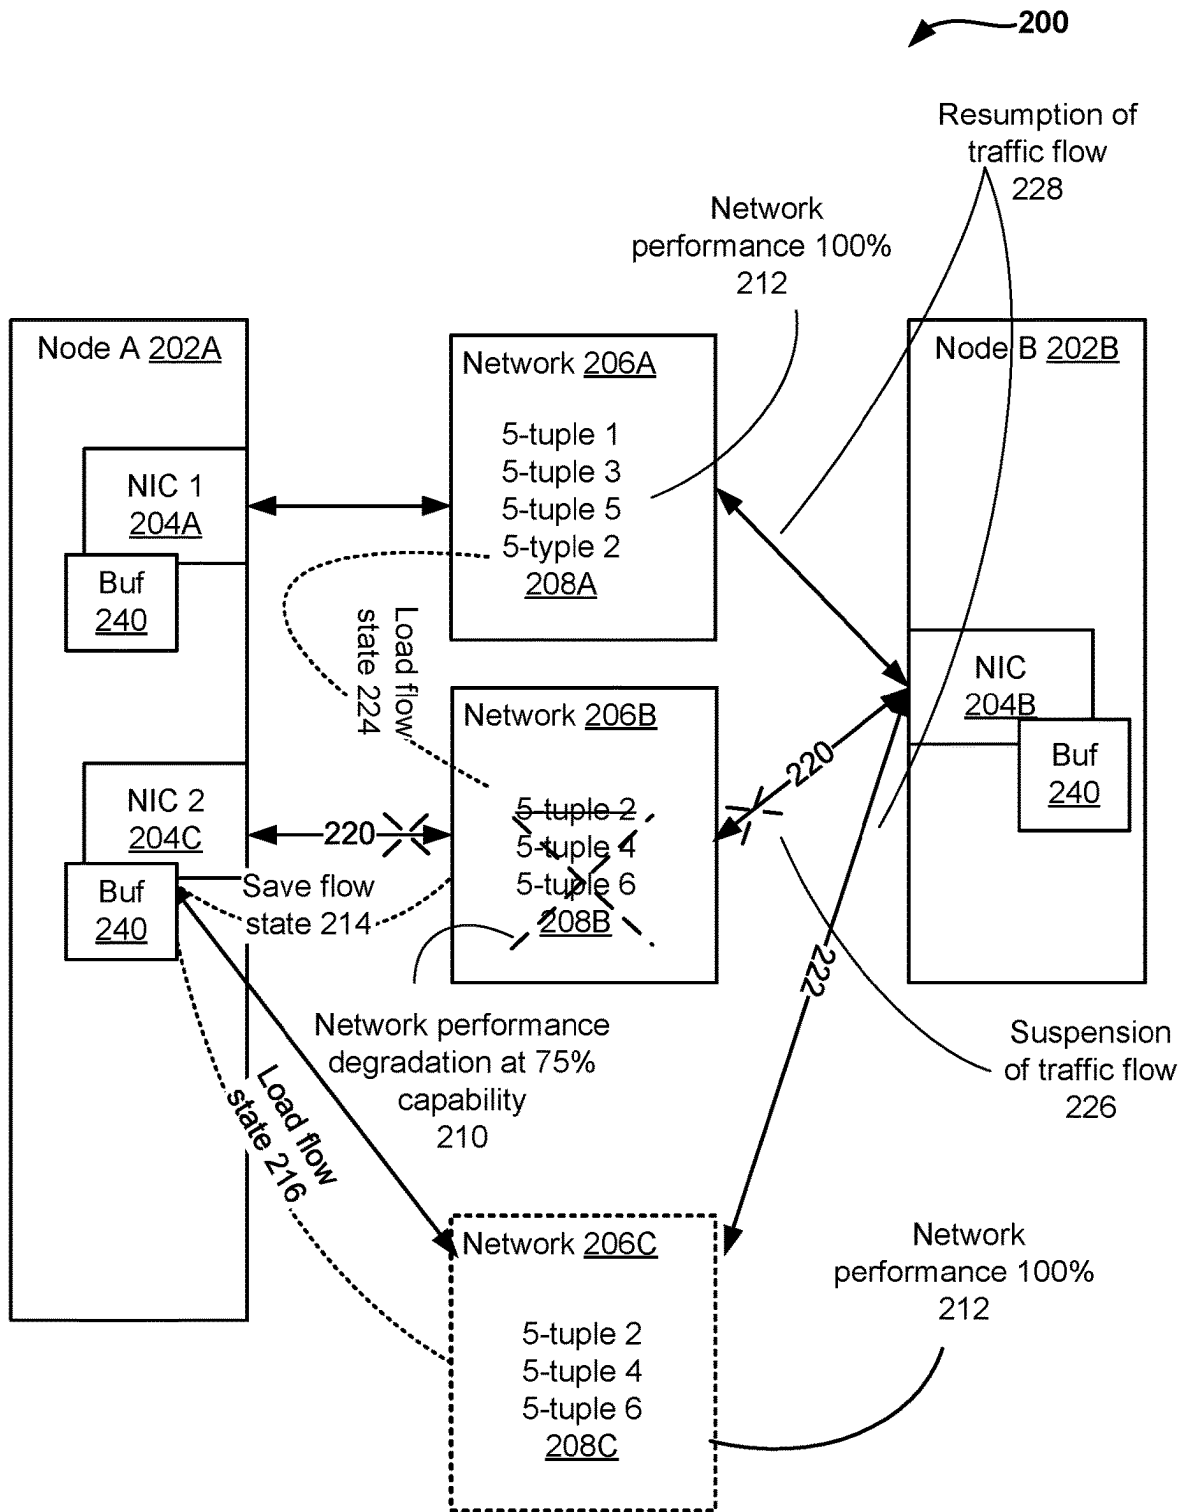 200
Resumption of
traffic flow
228
Network
performance 100%
212
Node A 202A
Network 206A
Node B 202B
5-tuple 1
5-tuple 3
5-tuple 5
5-typle 2
208A
NIC 1
204A
Buf
240
Load flow
state 224
NIC
204B
Buf
240
Network 206B
220
5-tuple 2
5-tuple 4
5-tuple 6
208B
NIC 2
204C
Buf
240
220
Save flow
state 214
222
Network performance
degradation at 75%
capability
210
Suspension
of traffic flow
226
Load flow
state 216
Network 206C
5-tuple 2
5-tuple 4
5-tuple 6
208C
Network
performance 100%
212